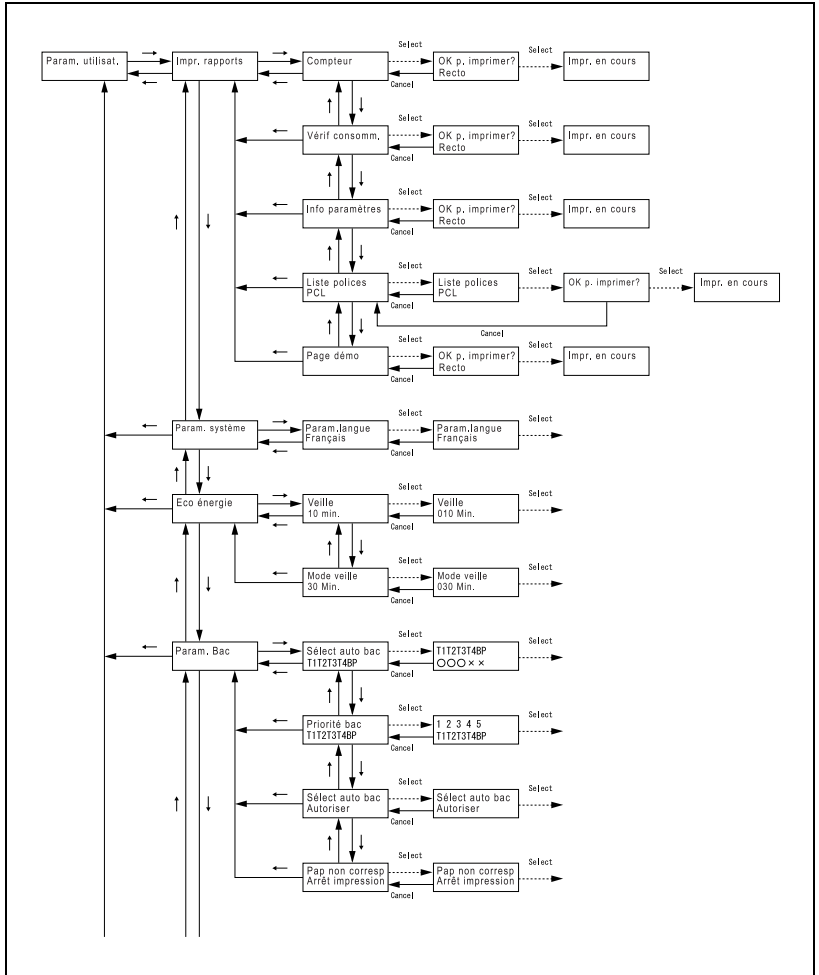 Select
Select
Param. utilisat.
Impr. rapports
Compteur
OK p. imprimer?
Recto
Impr. en cours
Cancel
Select
Select
Vérif consomm.
OK p. imprimer?
Recto
Impr. en cours
Cancel
Select
Select
Info paramètres
OK p. imprimer?
Recto
Impr. en cours
Cancel
Select
Select
Select
Liste polices
PCL
Liste polices
PCL
OK p. imprimer?
Impr. en cours
Cancel
Cancel
Select
Select
Page démo
OK p. imprimer?
Recto
Impr. en cours
Cancel
Select
Select
Param. système
Param.langue
Français
Param.langue
Français
Cancel
Select
Select
Eco énergie
Veille
10 min.
Veille
010 Min.
Cancel
Select
Select
Mode veille
30 Min.
Mode veille
030 Min.
Cancel
Select
Select
Param. Bac
Sélect auto bac
T1T2T3T4BP
T1T2T3T4BP
○○○××
Cancel
Select
Select
Priorité bac
T1T2T3T4BP
1 2 3 4 5
T1T2T3T4BP
Cancel
Select
Select
Sélect auto bac
Autoriser
Sélect auto bac
Autoriser
Cancel
Select
Select
Pap non corresp
Arrêt impression
Pap non corresp
Arrêt impression
Cancel